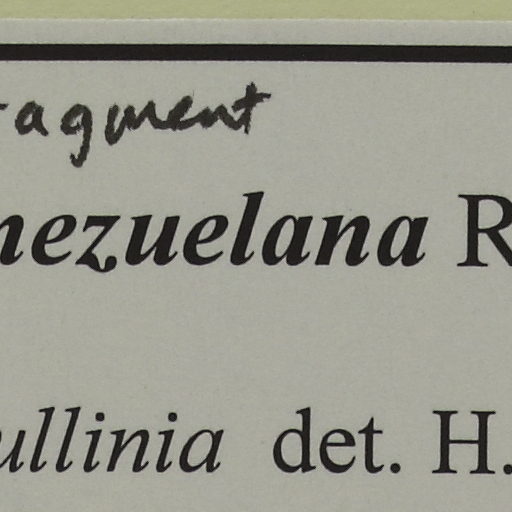 ragment
nezuelana R
ullinia det. H.